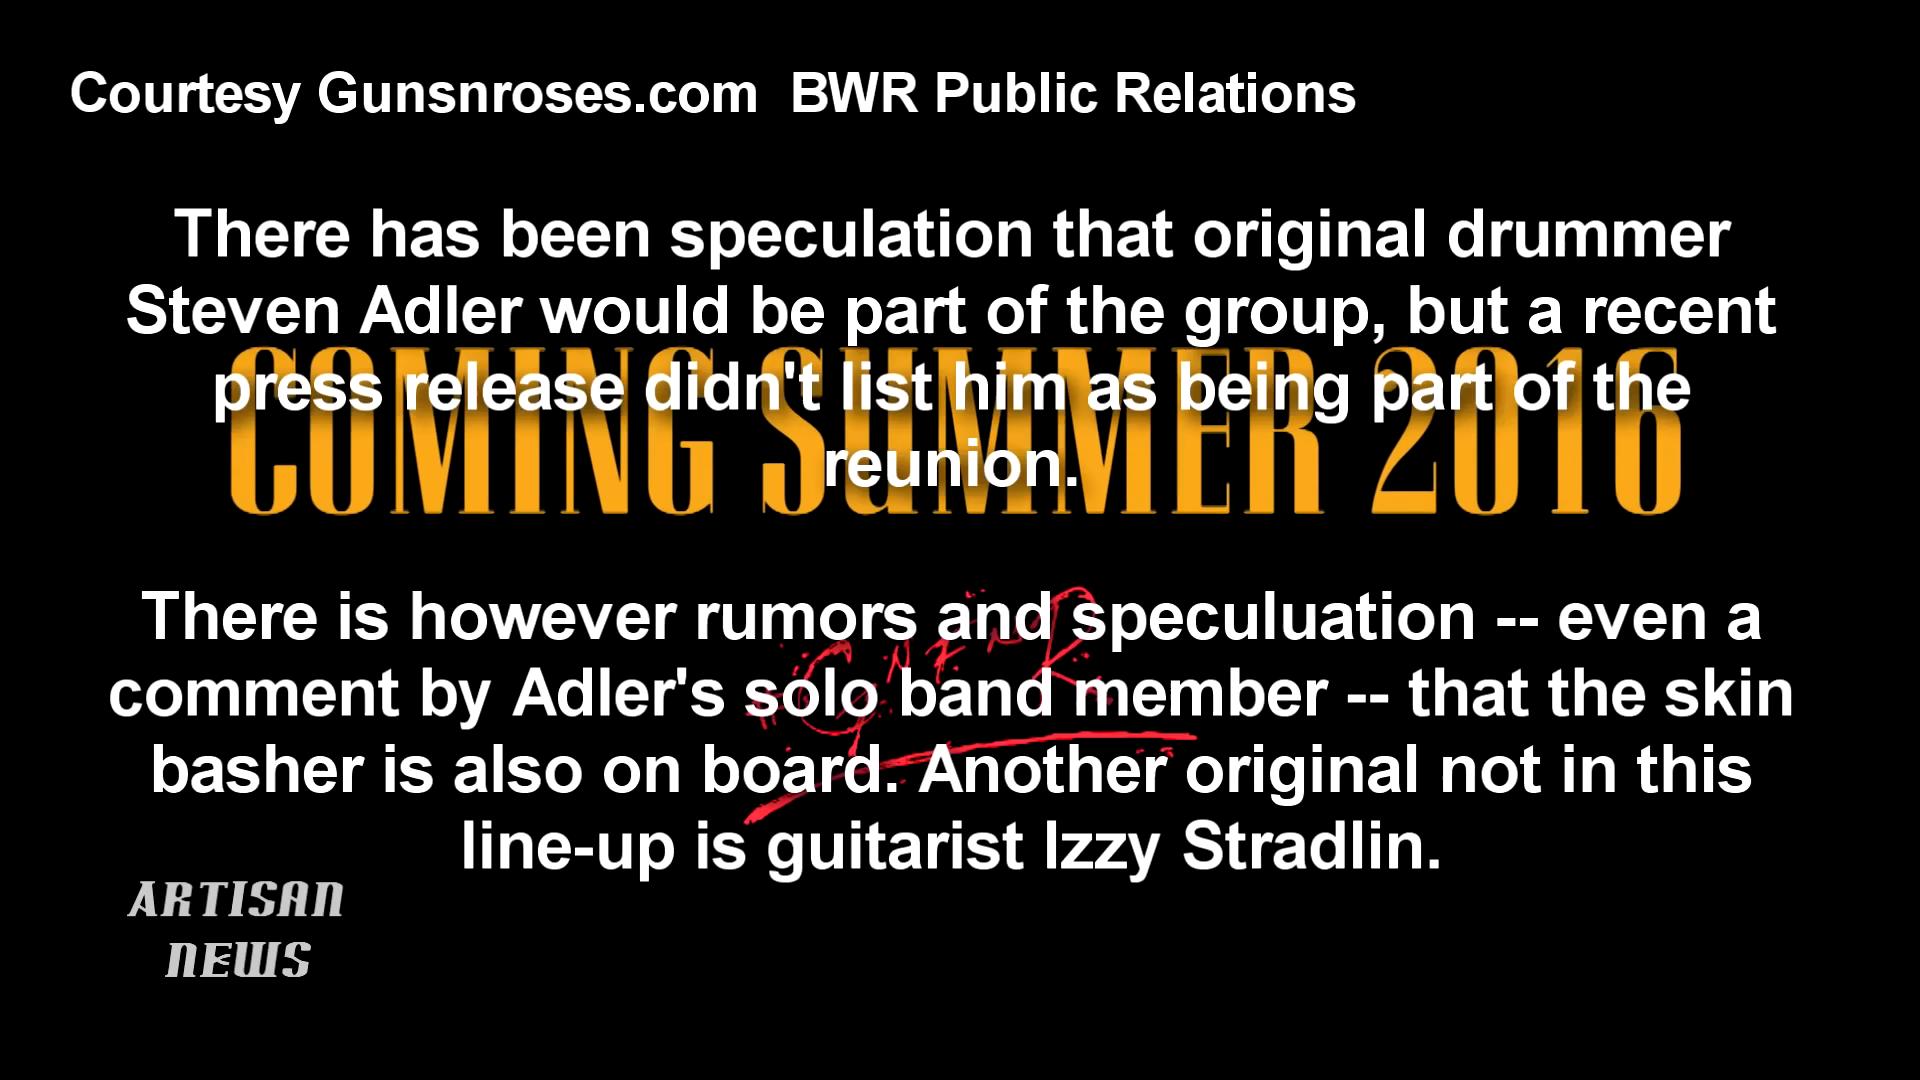 Courtesy Gunsnroses.com  BWR Public Relations
There has been speculation that original drummer
Steven Adler would be part of the group, but a recent
press release didn't list him as being part of the
reunion.
COMING SUMMER 2016
There is however rumors and speculuation -- even a
comment by Adler's solo band member -- that the skin
basher is also on board. Another original not in this
line-up is guitarist Izzy Stradlin.
ARTISAN
NEWS